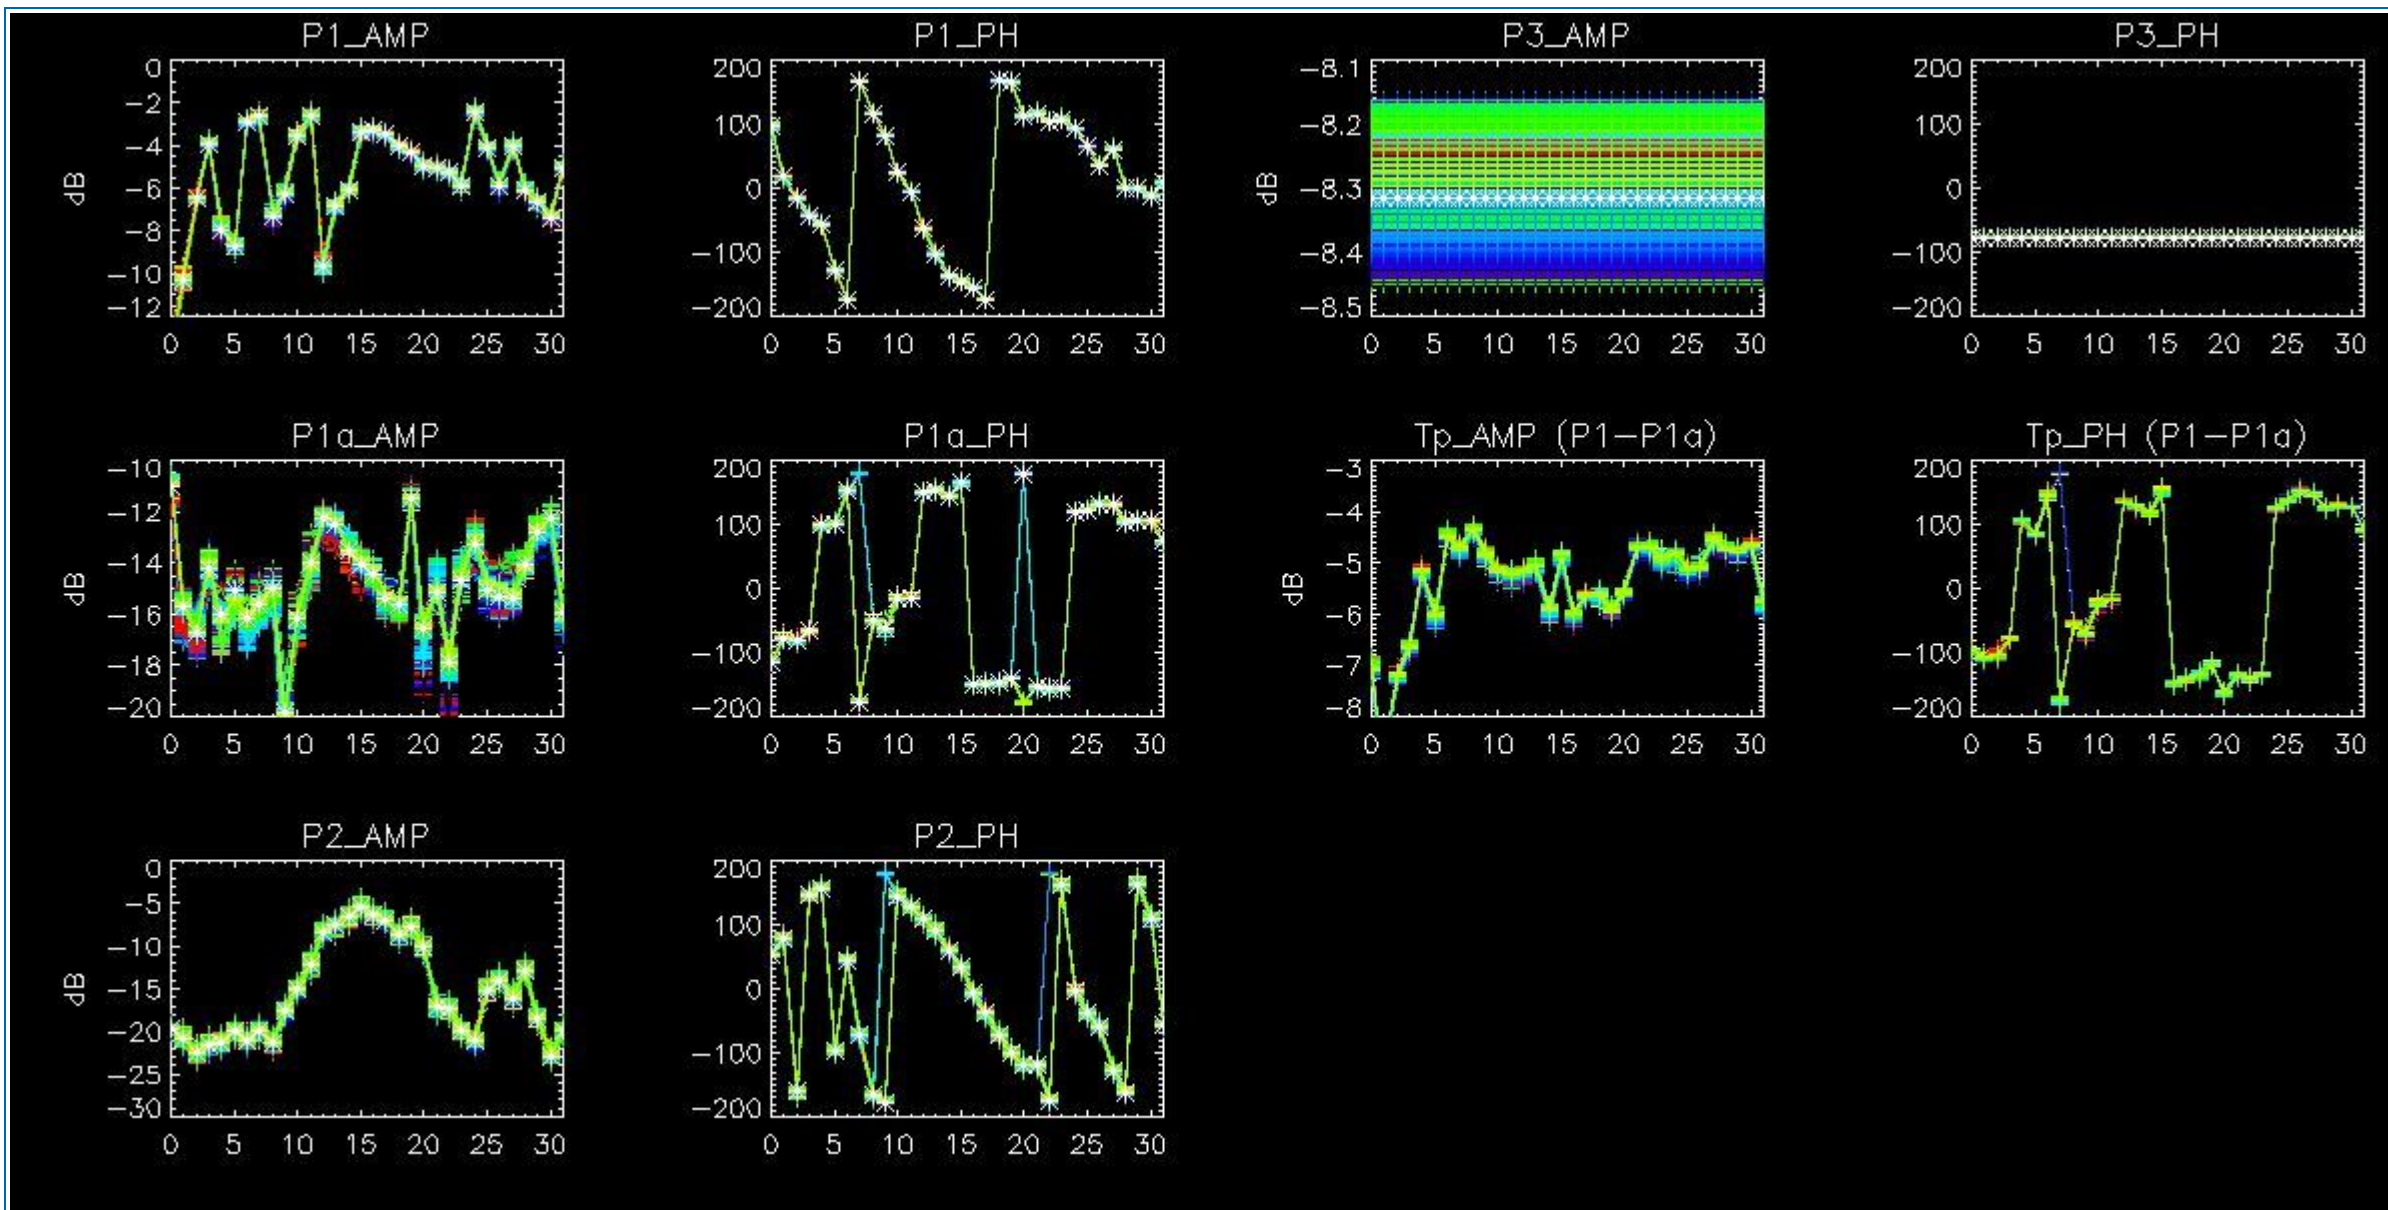 P1_AMP
0
−2
−4
−6
−8
−10
−12
dB
0 5 10 15 20 25 30
P1_PH
200
100
0
−100
−200
0 5 10 15 20 25 30
P3_AMP
−8.1
−8.2
−8.3
−8.4
−8.5
dB
0 5 10 15 20 25 30
P3_PH
200
100
0
−100
−200
0 5 10 15 20 25 30
P1a_AMP
−10
−12
−14
−16
−18
−20
dB
0 5 10 15 20 25 30
P1a_PH
200
100
0
−100
−200
0 5 10 15 20 25 30
Tp_AMP (P1−P1a)
−3
−4
−5
−6
−7
−8
dB
0 5 10 15 20 25 30
Tp_PH (P1−P1a)
200
100
0
−100
−200
0 5 10 15 20 25 30
P2_AMP
0
−5
−10
−15
−20
−25
−30
dB
0 5 10 15 20 25 30
P2_PH
200
100
0
−100
−200
0 5 10 15 20 25 30